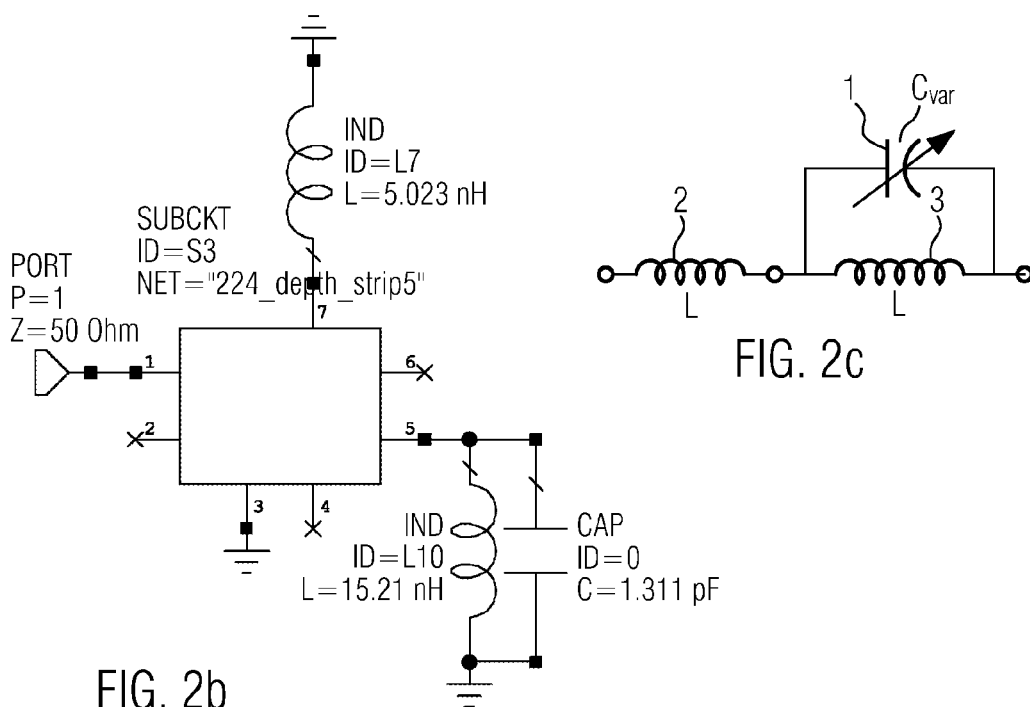 IND
ID=L7
L=5.023 nH
SUBCKT
ID=S3
NET="224_depth_strip5"
PORT
P=1
Z=50 Ohm
7
1
6
2
5
3
4
IND
ID=L10
L=15.21 nH
CAP
ID=0
C=1.311 pF
FIG. 2b
1
Cvar
2
3
L
L
FIG. 2c